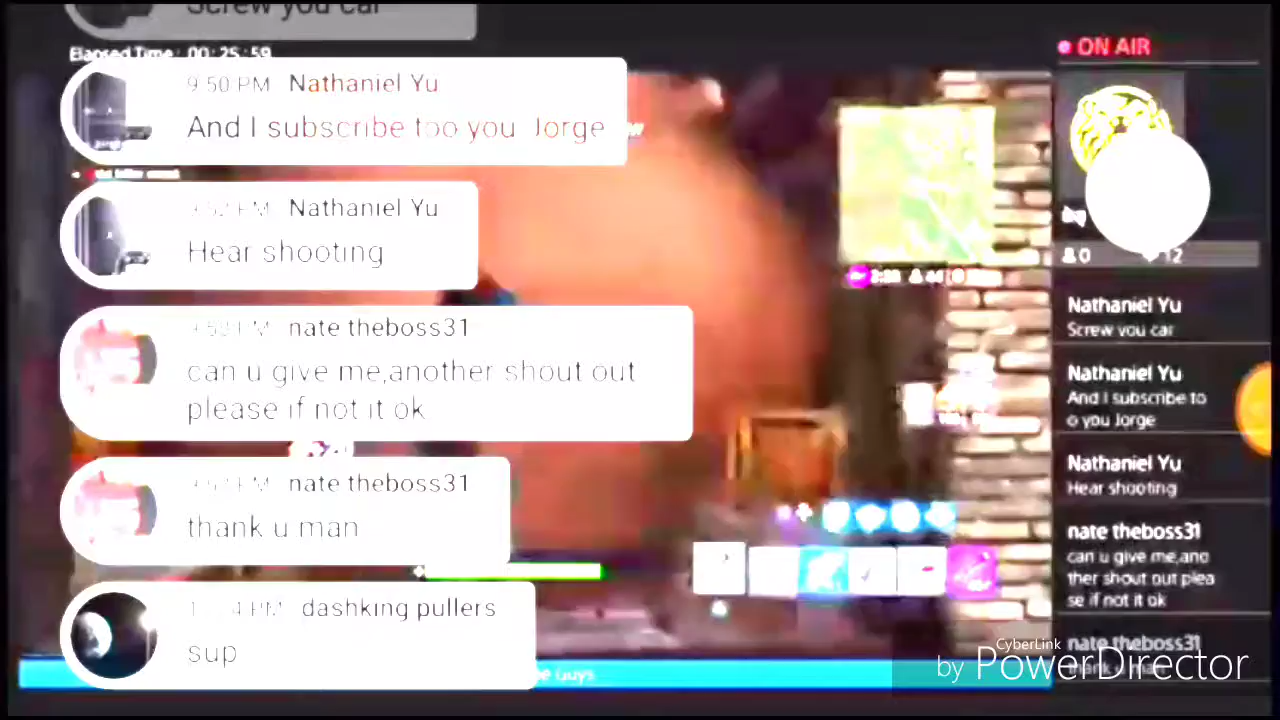 Screw you car
Elapsed Time : 00:25:59
9:50 PM Nathaniel Yu
And I subscribe too you Jorge
Nathaniel Yu
Hear shooting
nate theboss31
can u give me,another shout out
please if not it ok
nate theboss31
thank u man
dashking pullers
sup
Guys
ON AIR
0
12
Nathaniel Yu
Screw you car
Nathaniel Yu
And I subscribe to
o you Jorge
Nathaniel Yu
Hear shooting
nate theboss31
can u give me,ano
ther shout out plea
se if not it ok
nate theboss31
thank u man
CyberLink
by PowerDirector